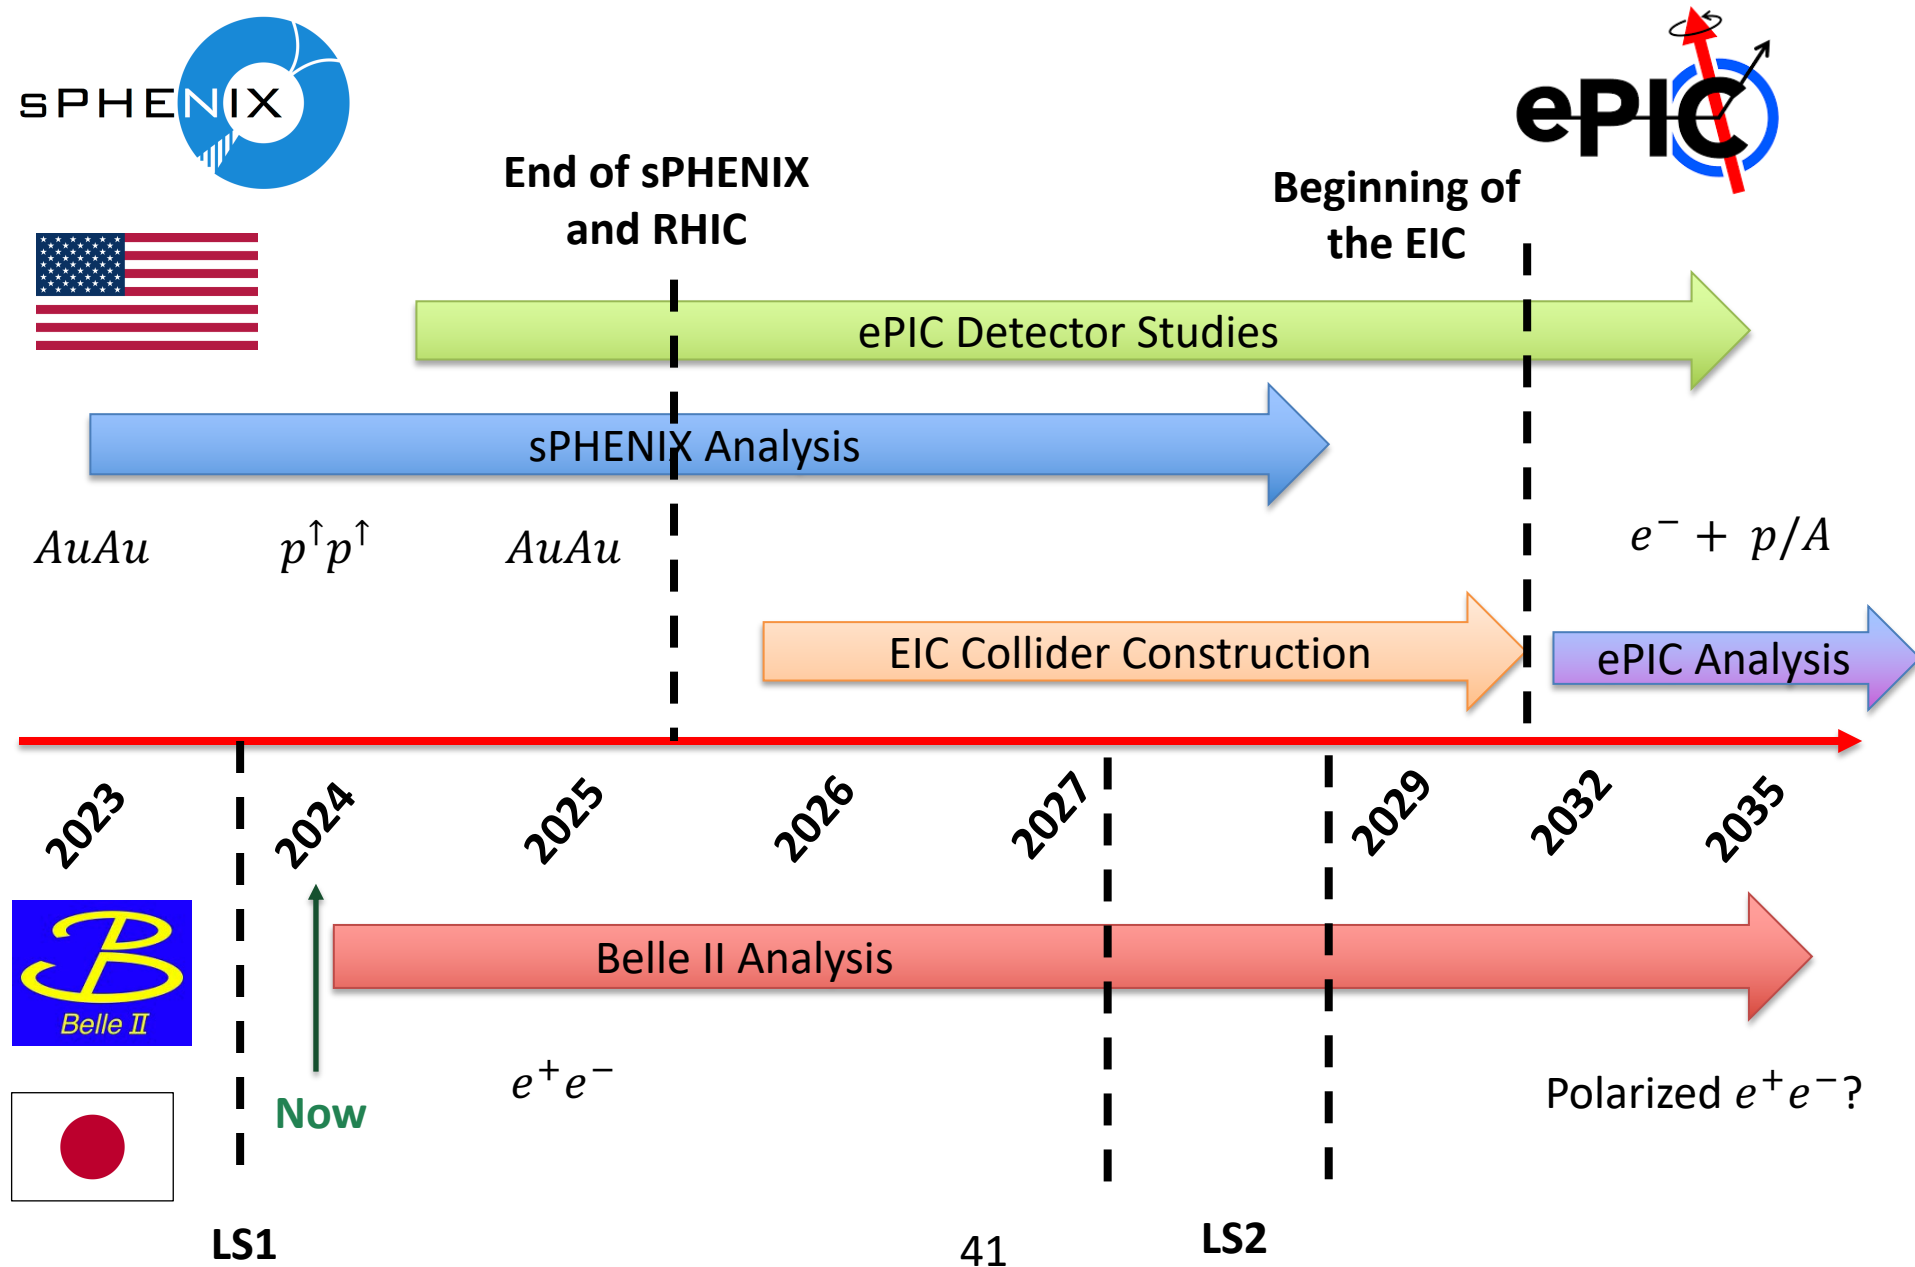 sPHENIX
ePIC
End of sPHENIX
and RHIC
Beginning of
the EIC
ePIC Detector Studies
sPHENIX Analysis
AuAu
p↑p↑
AuAu
e⁻ + p/A
EIC Collider Construction
ePIC Analysis
2023
2024
2025
2026
2027
2029
2032
2035
Belle II Analysis
Belle II
Now
e⁺e⁻
Polarized e⁺e⁻?
LS1
LS2
41